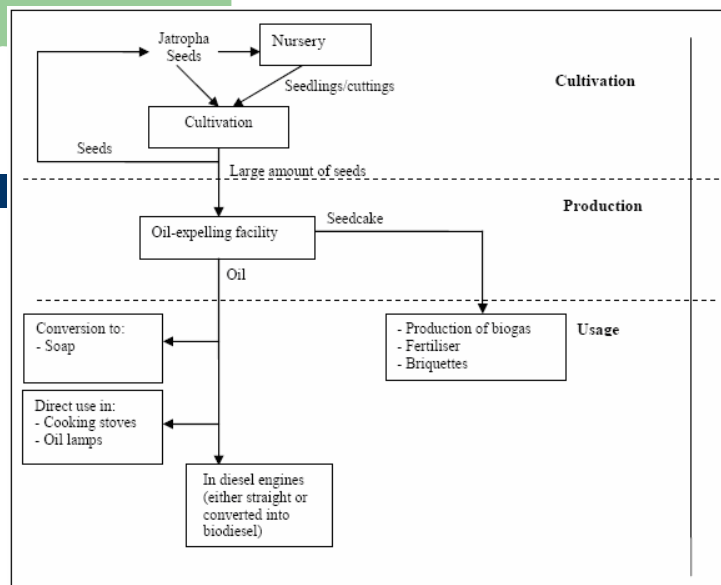 Jatropha
Seeds
Nursery
Seedlings/cuttings
Cultivation
Cultivation
Seeds
Large amount of seeds
Production
Seedcake
Oil-expelling facility
Oil
Usage
Conversion to:
- Soap
- Production of biogas
- Fertiliser
- Briquettes
Direct use in:
- Cooking stoves
- Oil lamps
In diesel engines
(either straight or
converted into
biodiesel)